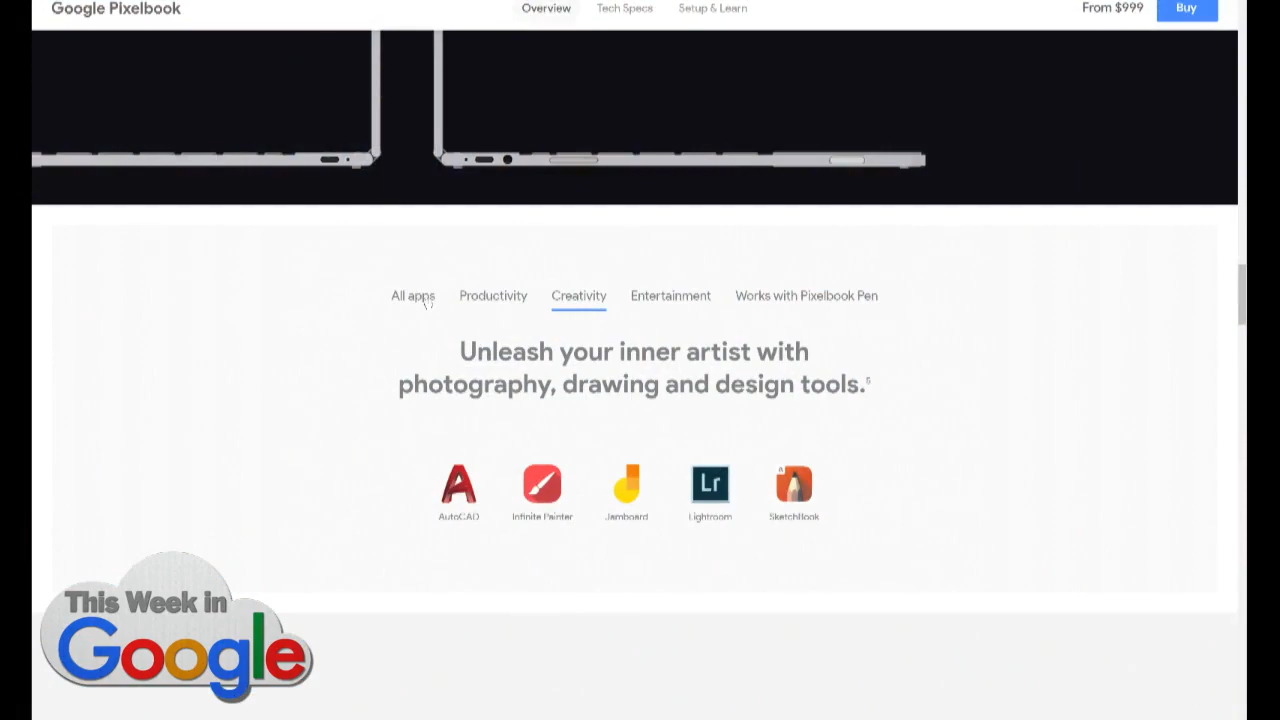 Google Pixelbook Overview Tech Specs Setup & Learn From $999 Buy
All apps Productivity Creativity Entertainment Works with Pixelbook Pen
Unleash your inner artist with
photography, drawing and design tools.5
Lr
AutoCAD Infinite Painter Jamboard Lightroom SketchBook
This Week in
Google